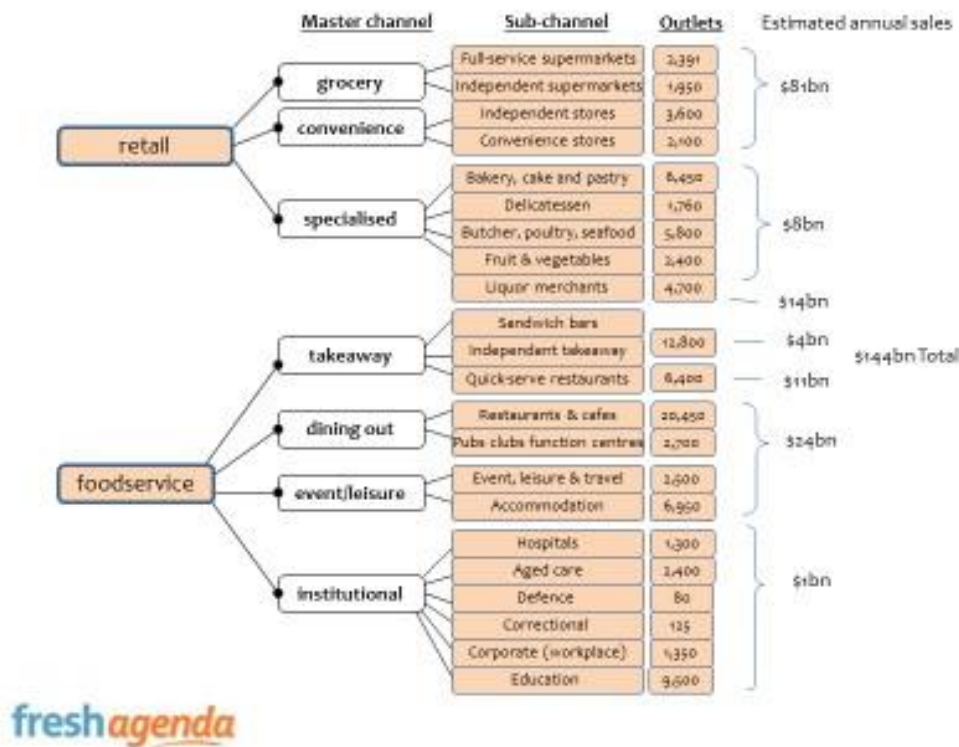 Master channel Sub-channel Outlets Estimated annual sales
Full-service supermarkets 2,391
grocery
Independent supermarkets 1,950
$81bn
Independent stores 3,600
convenience
Convenience stores 2,100
retail
Bakery, cake and pastry
Delicatessen 1,760
specialised
Butcher, poultry, seafood 5,800
$8bn
Fruit & vegetables 2,400
Liquor merchants 4,700
$14bn
Sandwich bars
12,800 $4bn
takeaway
Independent takeaway
$144bn Total
Quick-serve restaurants 6,400 $11bn
Restaurants & cafes 20,450
dining out
Pubs clubs function centres 2,700
$24bn
foodservice
Event, leisure & travel 2,500
event/leisure
Accommodation 6,950
Hospitals 1,300
Aged care 2,400
$1bn
institutional
Defence 80
Correctional 125
Corporate (workplace) 1,350
Education 9,500
freshagenda